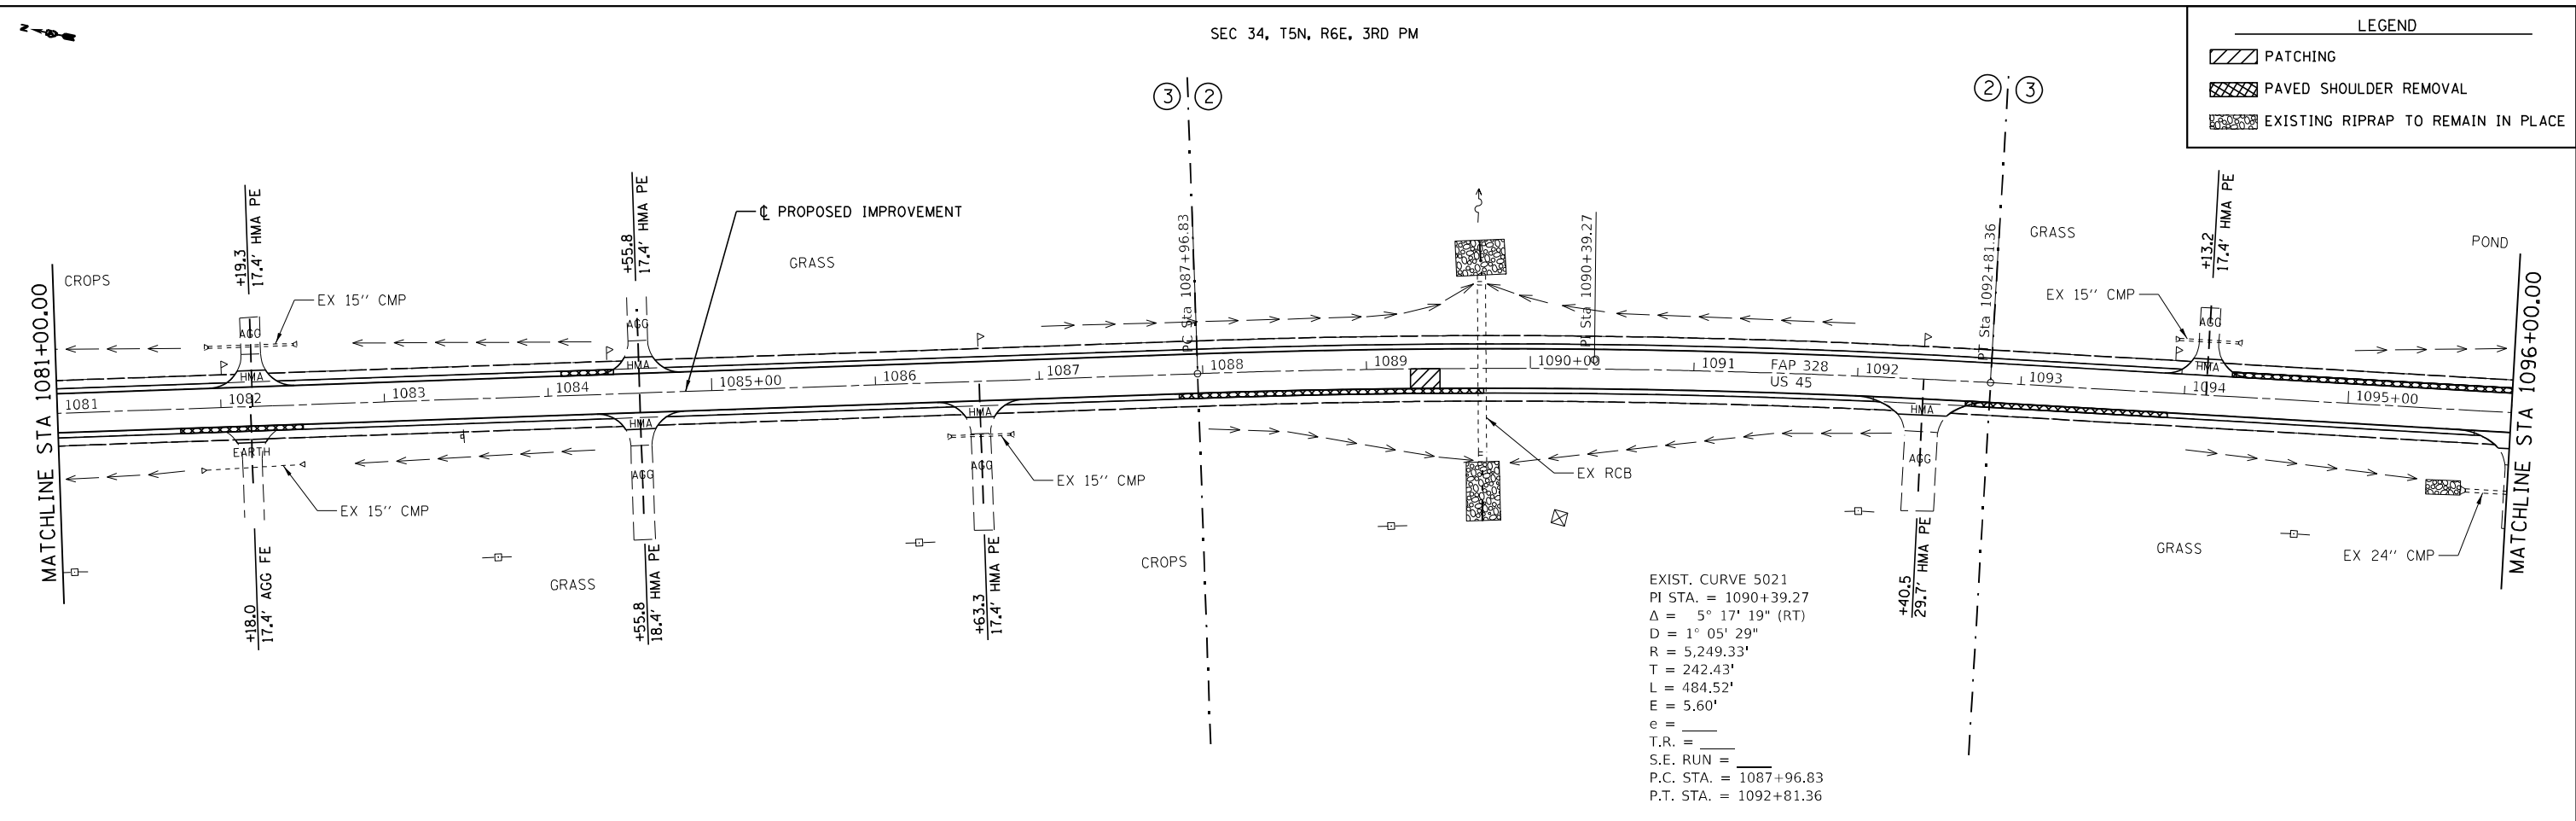 N
SEC 34, T5N, R6E, 3RD PM
LEGEND
PATCHING
PAVED SHOULDER REMOVAL
EXISTING RIPRAP TO REMAIN IN PLACE
3 2
2 3
MATCHLINE STA 1081+00.00
CROPS
+19.3
17.4' HMA PE
EX 15'' CMP
AGG
HMA
+55.8
17.4' HMA PE
AGG
HMA
℄ PROPOSED IMPROVEMENT
GRASS
PC Sta 1087+96.83
PI Sta 1090+39.27
PT Sta 1092+81.36
GRASS
EX 15'' CMP
+13.2
17.4' HMA PE
AGG
HMA
POND
MATCHLINE STA 1096+00.00
1081
1082
1083
1084
1085+00
1086
1087
1088
1089
1090+00
1091
FAP 328
US 45
1092
1093
1094
1095+00
EARTH
EX 15'' CMP
+18.0
17.4' AGG FE
HMA
AGG
+55.8
18.4' HMA PE
GRASS
HMA
AGG
EX 15'' CMP
+63.3
17.4' HMA PE
CROPS
EX RCB
HMA
AGG
+40.5
29.7' HMA PE
GRASS
EX 24'' CMP
EXIST. CURVE 5021
PI STA. = 1090+39.27
Δ = 5° 17' 19" (RT)
D = 1° 05' 29"
R = 5,249.33'
T = 242.43'
L = 484.52'
E = 5.60'
e = ____
T.R. = ____
S.E. RUN = ____
P.C. STA. = 1087+96.83
P.T. STA. = 1092+81.36